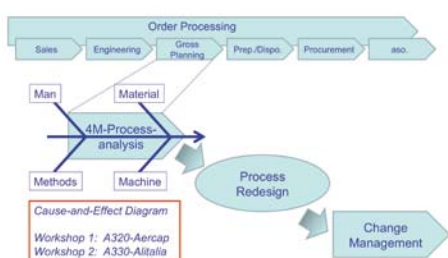 Order Processing
Sales
Engineering
Gross
Planning
Prep./Dispo.
Procurement
aso.
Man
Material
4M-Process-
analysis
Methods
Machine
Process
Redesign
Cause-and-Effect Diagram
Workshop 1: A320-Aercap
Workshop 2: A330-Alitalia
Change
Management